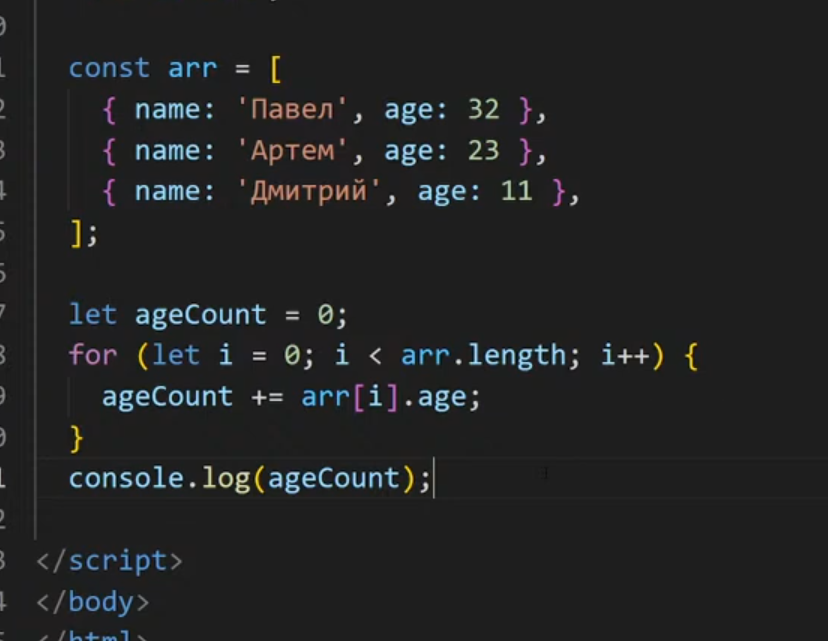 const arr = [
{ name: 'Павел', age: 32 },
{ name: 'Артем', age: 23 },
{ name: 'Дмитрий', age: 11 },
];
let ageCount = 0;
for (let i = 0; i < arr.length; i++) {
ageCount += arr[i].age;
}
console.log(ageCount);
</script>
</body>
</html>